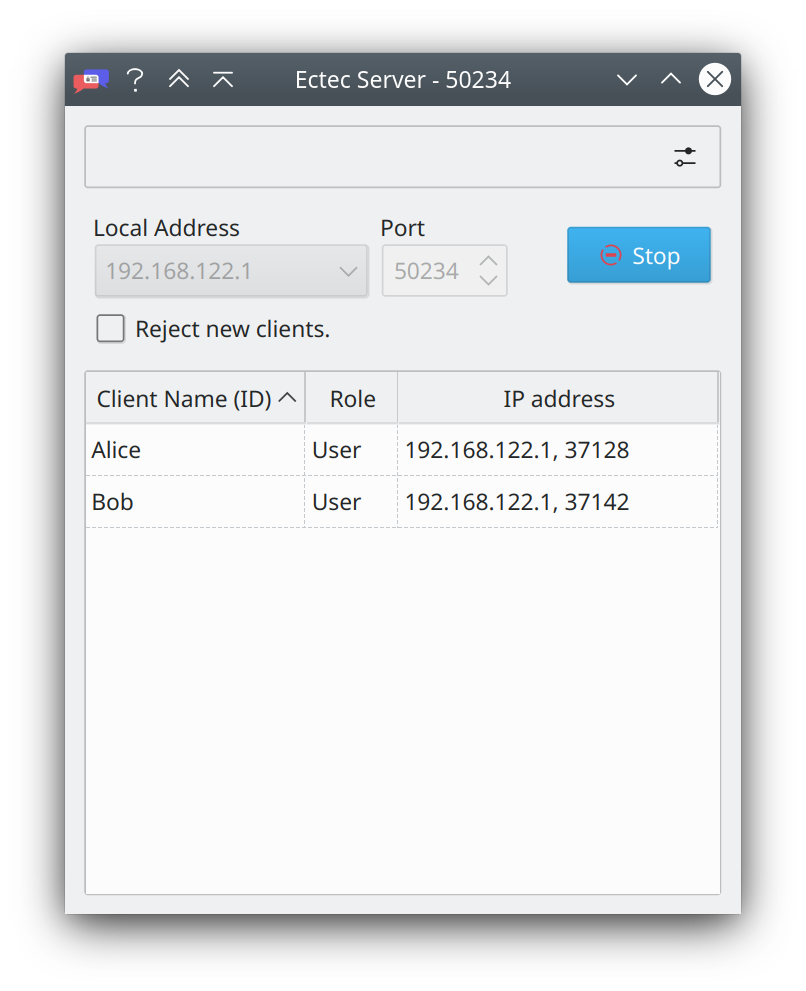 Ectec Server - 50234
Local Address
Port
192.168.122.1
50234
Stop
Reject new clients.
Client Name (ID) Role IP address
Alice User 192.168.122.1, 37128
Bob User 192.168.122.1, 37142